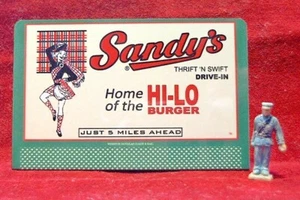 Sandy's
THRIFT 'N SWIFT
DRIVE-IN
Home
of the
HI-LO
BURGER
JUST 5 MILES AHEAD